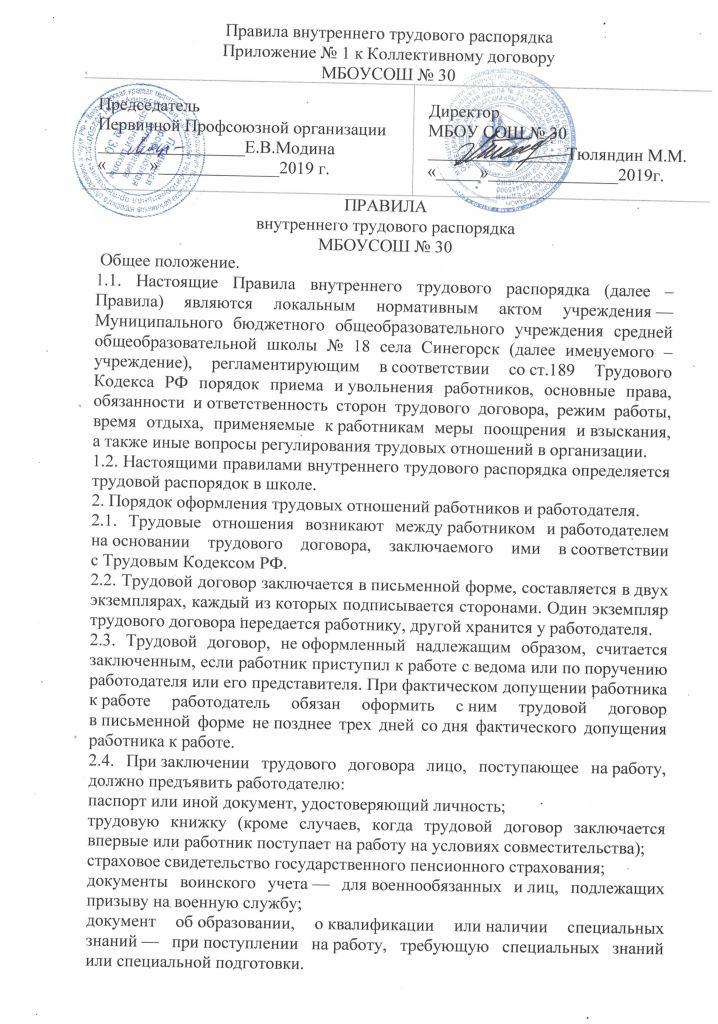 Правила внутреннего трудового распорядка
Приложение № 1 к Коллективному договору
МБОУСОШ № 30
Председатель
Первичной Профсоюзной организации
____________Е.В.Модина
«_____»_____________2019 г.
Директор
МБОУ СОШ № 30
_______________Тюляндин М.М.
«_____»______________2019г.
ПРАВИЛА
внутреннего трудового распорядка
МБОУСОШ № 30
Общее положение.
1.1. Настоящие Правила внутреннего трудового распорядка (далее –
Правила) являются локальным нормативным актом учреждения —
Муниципального бюджетного общеобразовательного учреждения средней
общеобразовательной школы № 18 села Синегорск (далее именуемого –
учреждение), регламентирующим в соответствии со ст.189 Трудового
Кодекса РФ порядок приема и увольнения работников, основные права,
обязанности и ответственность сторон трудового договора, режим работы,
время отдыха, применяемые к работникам меры поощрения и взыскания,
а также иные вопросы регулирования трудовых отношений в организации.
1.2. Настоящими правилами внутреннего трудового распорядка определяется
трудовой распорядок в школе.
2. Порядок оформления трудовых отношений работников и работодателя.
2.1. Трудовые отношения возникают между работником и работодателем
на основании трудового договора, заключаемого ими в соответствии
с Трудовым Кодексом РФ.
2.2. Трудовой договор заключается в письменной форме, составляется в двух
экземплярах, каждый из которых подписывается сторонами. Один экземпляр
трудового договора передается работнику, другой хранится у работодателя.
2.3. Трудовой договор, не оформленный надлежащим образом, считается
заключенным, если работник приступил к работе с ведома или по поручению
работодателя или его представителя. При фактическом допущении работника
к работе работодатель обязан оформить с ним трудовой договор
в письменной форме не позднее трех дней со дня фактического допущения
работника к работе.
2.4. При заключении трудового договора лицо, поступающее на работу,
должно предъявить работодателю:
паспорт или иной документ, удостоверяющий личность;
трудовую книжку (кроме случаев, когда трудовой договор заключается
впервые или работник поступает на работу на условиях совместительства);
страховое свидетельство государственного пенсионного страхования;
документы воинского учета — для военнообязанных и лиц, подлежащих
призыву на военную службу;
документ об образовании, о квалификации или наличии специальных
знаний — при поступлении на работу, требующую специальных знаний
или специальной подготовки.